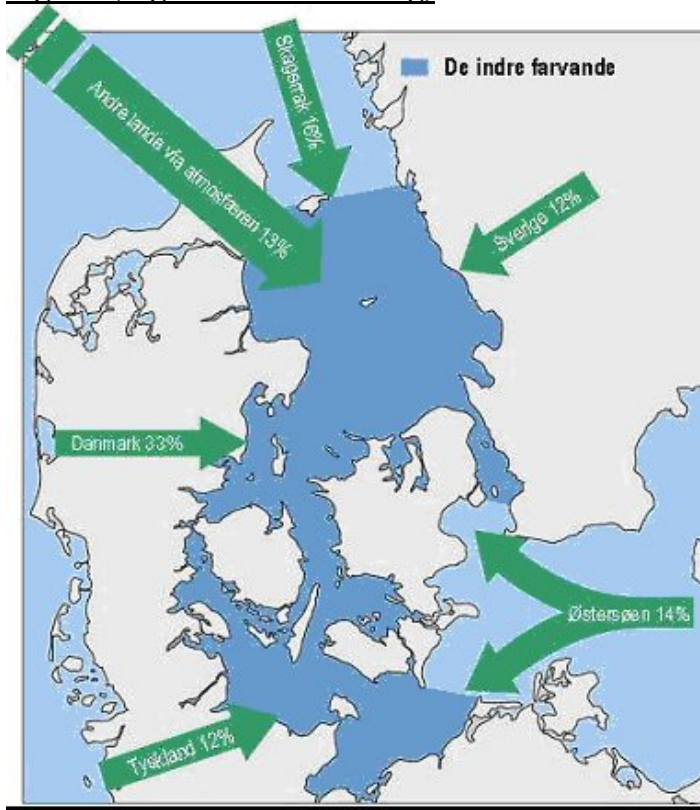 De indre farvande
Skagerrak 16%
Andre lande via atmosfæren 13%
Sverige 12%
Danmark 33%
Østersøen 14%
Tyskland 12%